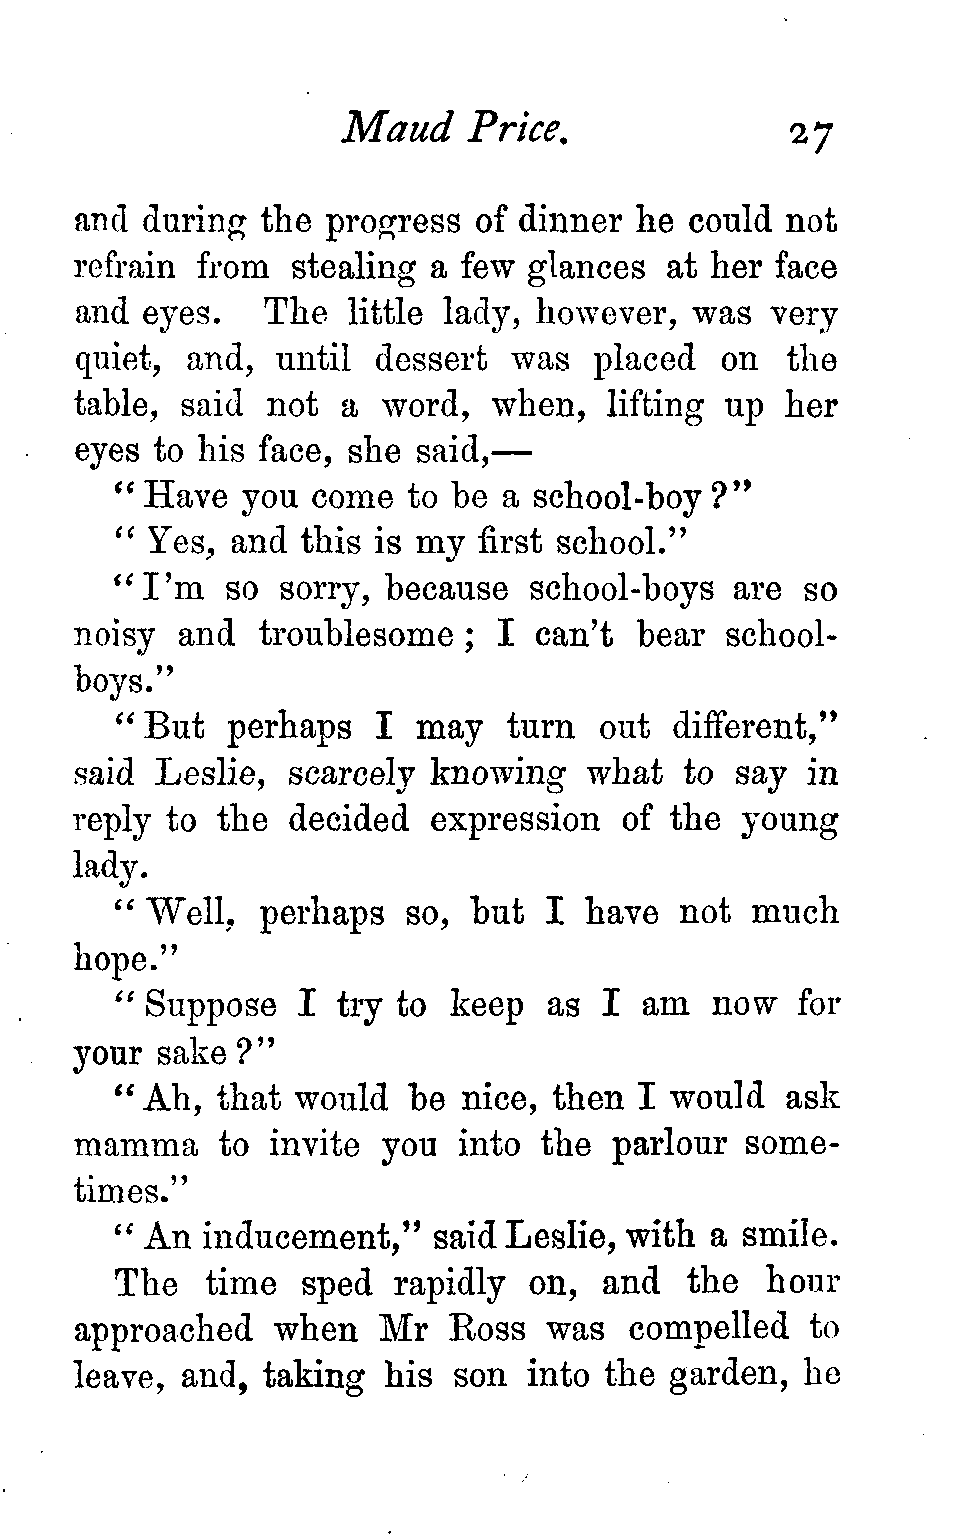 Maud Price. 27
and during the progress of dinner he could not
refrain from stealing a few glances at her face
and eyes. The little lady, however, was very
quiet, and, until dessert was placed on the
table, said not a word, when, lifting up her
eyes to his face, she said,—
"Have you come to be a school-boy?"
"Yes, and this is my first school."
"I'm so sorry, because school-boys are so
noisy and troublesome; I can't bear school-
boys."
"But perhaps I may turn out different,"
said Leslie, scarcely knowing what to say in
reply to the decided expression of the young
lady.
"Well, perhaps so, but I have not much
hope."
"Suppose I try to keep as I am now for
your sake?"
"Ah, that would be nice, then I would ask
mamma to invite you into the parlour some-
times."
"An inducement," said Leslie, with a smile.
The time sped rapidly on, and the hour
approached when Mr Ross was compelled to
leave, and, taking his son into the garden, he